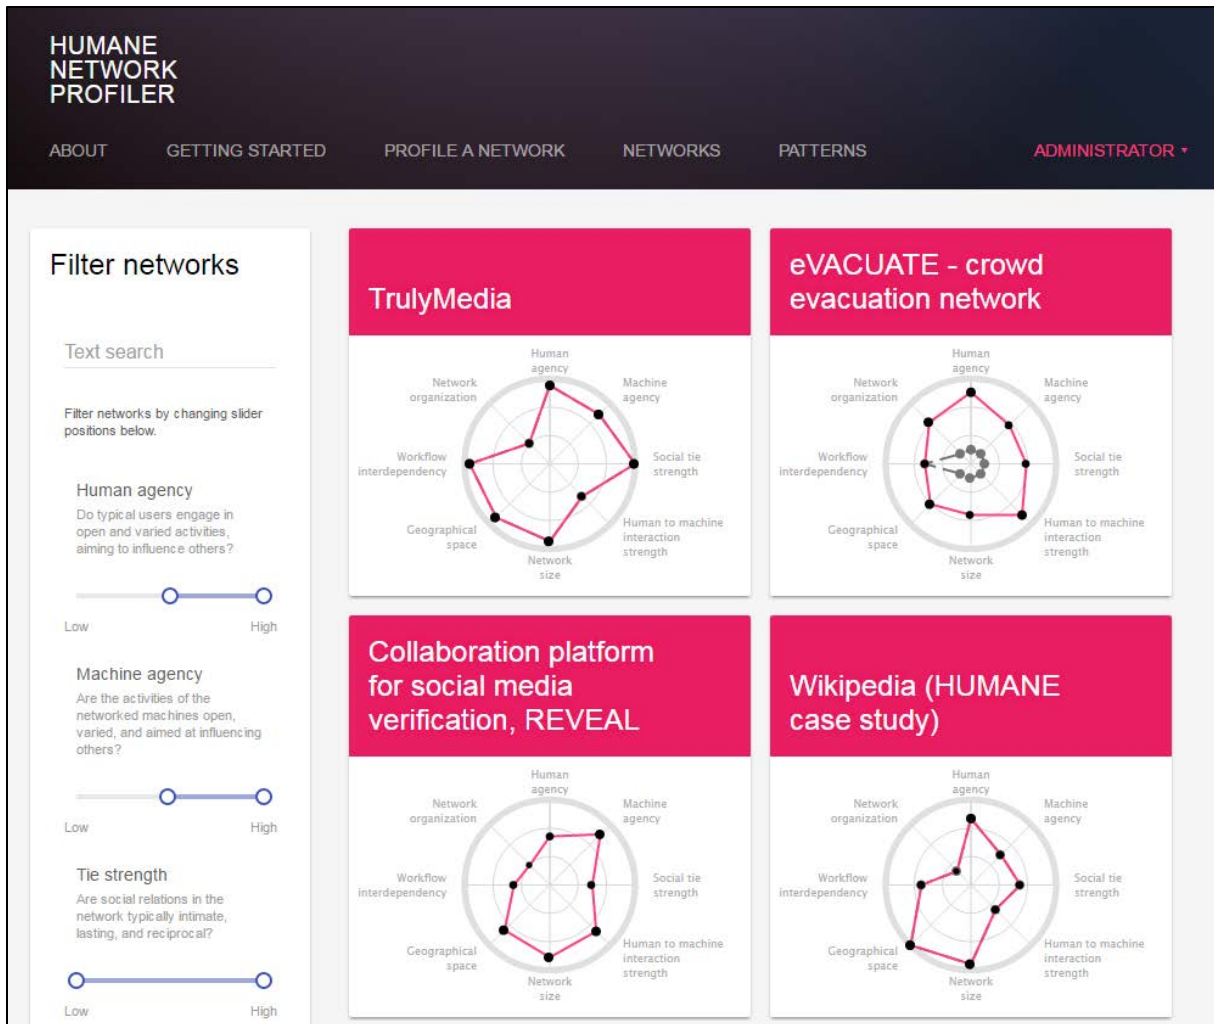 HUMANE
NETWORK
PROFILER
ABOUT
GETTING STARTED
PROFILE A NETWORK
NETWORKS
PATTERNS
ADMINISTRATOR
Filter networks
Text search
Filter networks by changing slider
positions below.
Human agency
Do typical users engage in
open and varied activities,
aiming to influence others?
Low
High
Machine agency
Are the activities of the
networked machines open,
varied, and aimed at influencing
others?
Low
High
Tie strength
Are social relations in the
network typically intimate,
lasting, and reciprocal?
Low
High
TrulyMedia
Human
agency
Machine
agency
Social tie
strength
Human to machine
interaction
strength
Network
size
Geographical
space
Workflow
interdependency
Network
organization
eVACUATE - crowd
evacuation network
Human
agency
Machine
agency
Social tie
strength
Human to machine
interaction
strength
Network
size
Geographical
space
Workflow
interdependency
Network
organization
Collaboration platform
for social media
verification, REVEAL
Human
agency
Machine
agency
Social tie
strength
Human to machine
interaction
strength
Network
size
Geographical
space
Workflow
interdependency
Network
organization
Wikipedia (HUMANE
case study)
Human
agency
Machine
agency
Social tie
strength
Human to machine
interaction
strength
Network
size
Geographical
space
Workflow
interdependency
Network
organization